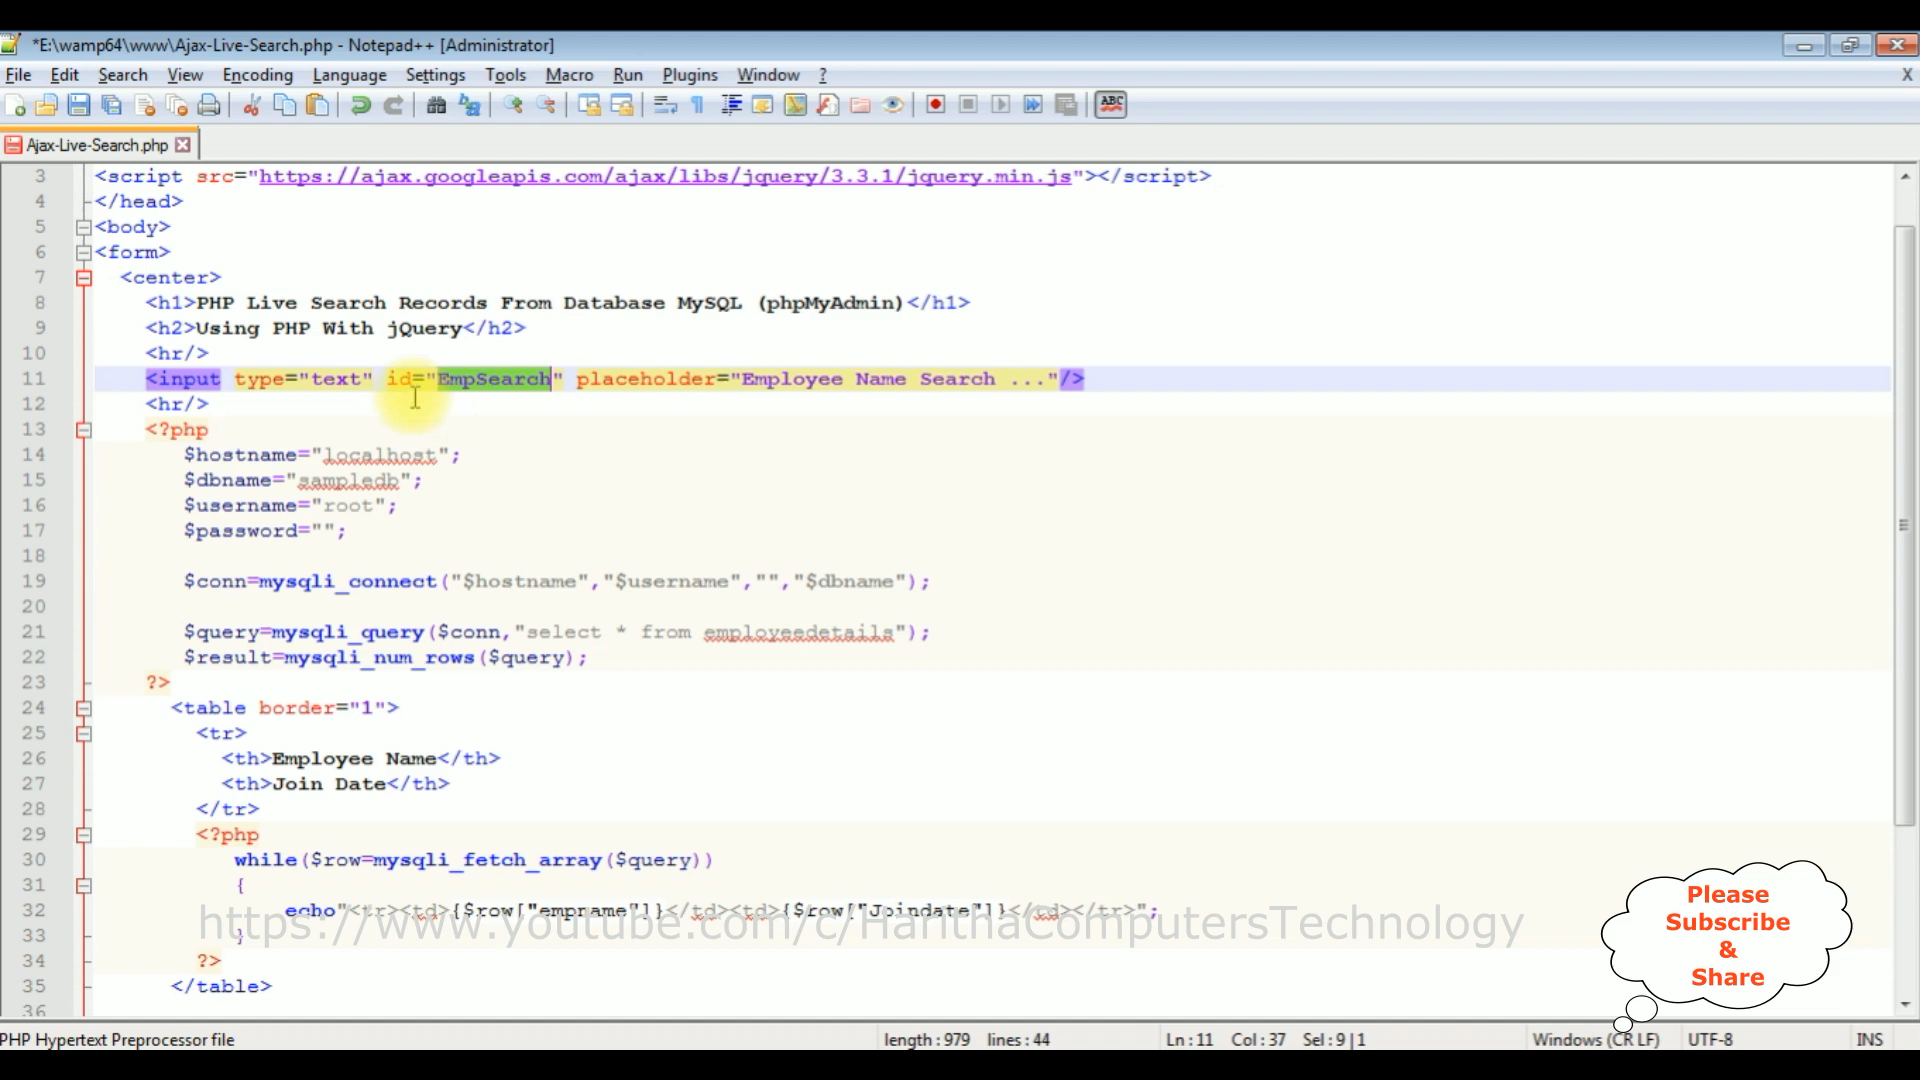 *E:\wamp64\www\Ajax-Live-Search.php - Notepad++ [Administrator]
File Edit Search View Encoding Language Settings Tools Macro Run Plugins Window ? X
ABC
Ajax-Live-Search.php
3 <script src="https://ajax.googleapis.com/ajax/libs/jquery/3.3.1/jquery.min.js"></script>
4 </head>
5 <body>
6 <form>
7 <center>
8 <h1>PHP Live Search Records From Database MySQL (phpMyAdmin)</h1>
9 <h2>Using PHP With jQuery</h2>
10 <hr/>
11 <input type="text" id="EmpSearch" placeholder="Employee Name Search ..."/>
12 <hr/>
13 <?php
14 $hostname="localhost";
15 $dbname="sampledb";
16 $username="root";
17 $password="";
18
19 $conn=mysqli_connect("$hostname","$username","","$dbname");
20
21 $query=mysqli_query($conn,"select * from employeedetails");
22 $result=mysqli_num_rows($query);
23 ?>
24 <table border="1">
25 <tr>
26 <th>Employee Name</th>
27 <th>Join Date</th>
28 </tr>
29 <?php
30 while($row=mysqli_fetch_array($query))
31 {
32 echo"<tr><td>{$row["empname"]}</td><td>{$row["Joindate"]}</td></tr>";
https://www.youtube.com/c/HarithaComputersTechnology
33 }
34 ?>
35 </table>
36
Please
Subscribe
&
Share
PHP Hypertext Preprocessor file length : 979 lines : 44 Ln : 11 Col : 37 Sel : 9 | 1 Windows (CR LF) UTF-8 INS